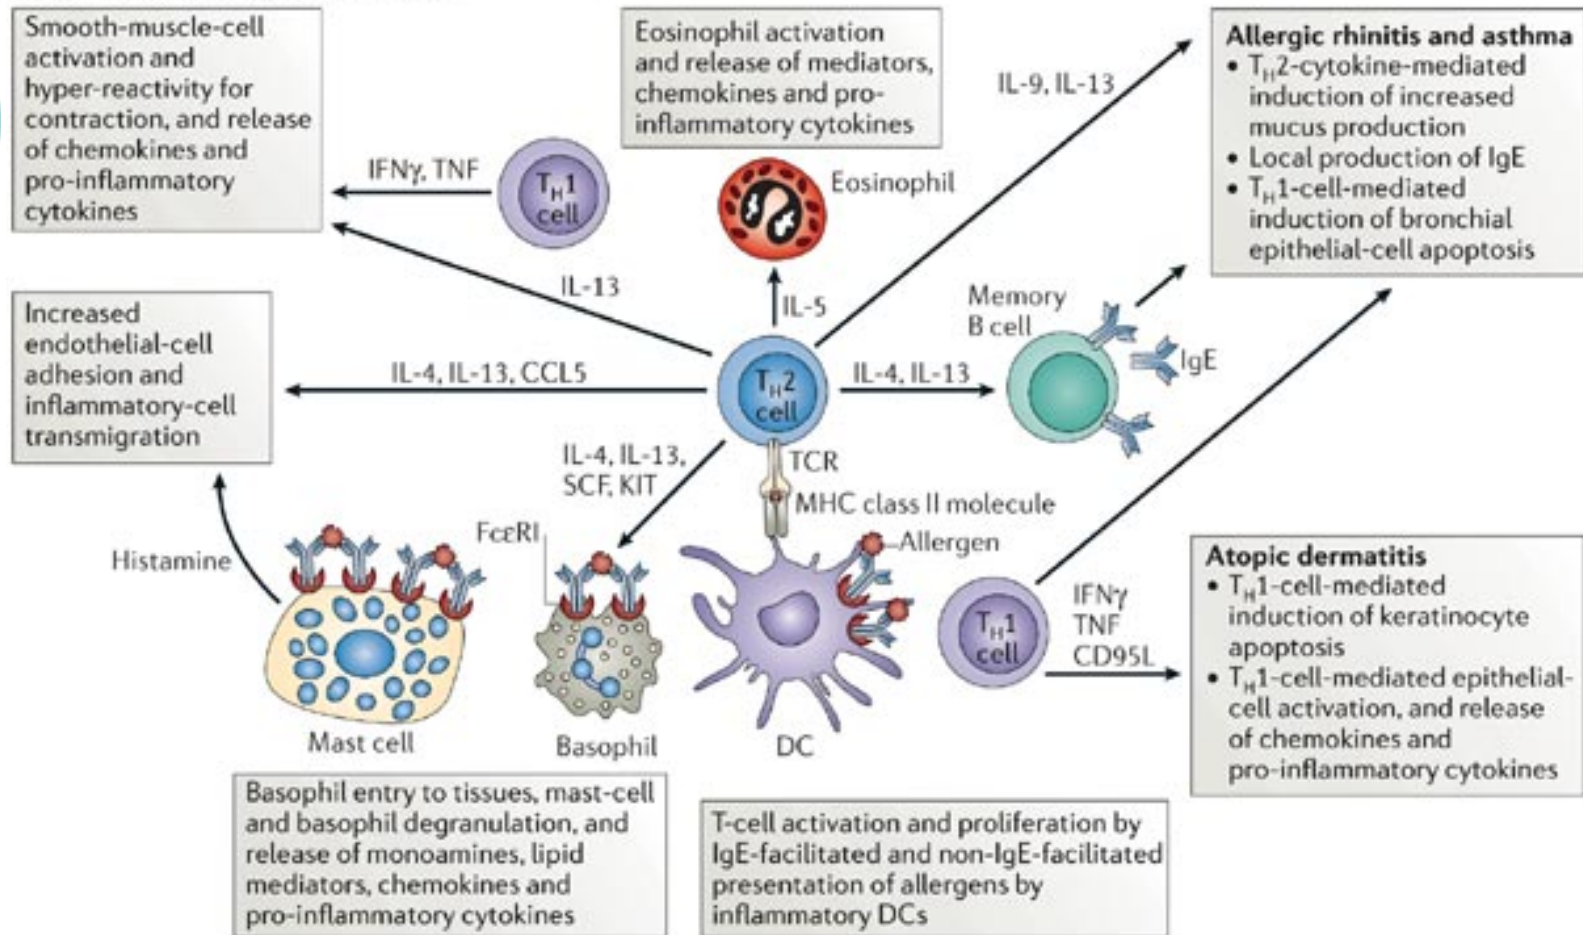 Smooth-muscle-cell
activation and
hyper-reactivity for
contraction, and release
of chemokines and
pro-inflammatory
cytokines
IFNγ, TNF
T_H1
cell
Eosinophil activation
and release of mediators,
chemokines and pro-
inflammatory cytokines
Eosinophil
IL-9, IL-13
Allergic rhinitis and asthma
• T_H2-cytokine-mediated
induction of increased
mucus production
• Local production of IgE
• T_H1-cell-mediated
induction of bronchial
epithelial-cell apoptosis
IL-13
IL-5
Memory
B cell
IgE
Increased
endothelial-cell
adhesion and
inflammatory-cell
transmigration
IL-4, IL-13, CCL5
T_H2
cell
IL-4, IL-13
IL-4, IL-13,
SCF, KIT
TCR
MHC class II molecule
FcεRI
Allergen
Histamine
Mast cell
Basophil
DC
T_H1
cell
IFNγ
TNF
CD95L
Atopic dermatitis
• T_H1-cell-mediated
induction of keratinocyte
apoptosis
• T_H1-cell-mediated epithelial-
cell activation, and release
of chemokines and
pro-inflammatory cytokines
Basophil entry to tissues, mast-cell
and basophil degranulation, and
release of monoamines, lipid
mediators, chemokines and
pro-inflammatory cytokines
T-cell activation and proliferation by
IgE-facilitated and non-IgE-facilitated
presentation of allergens by
inflammatory DCs